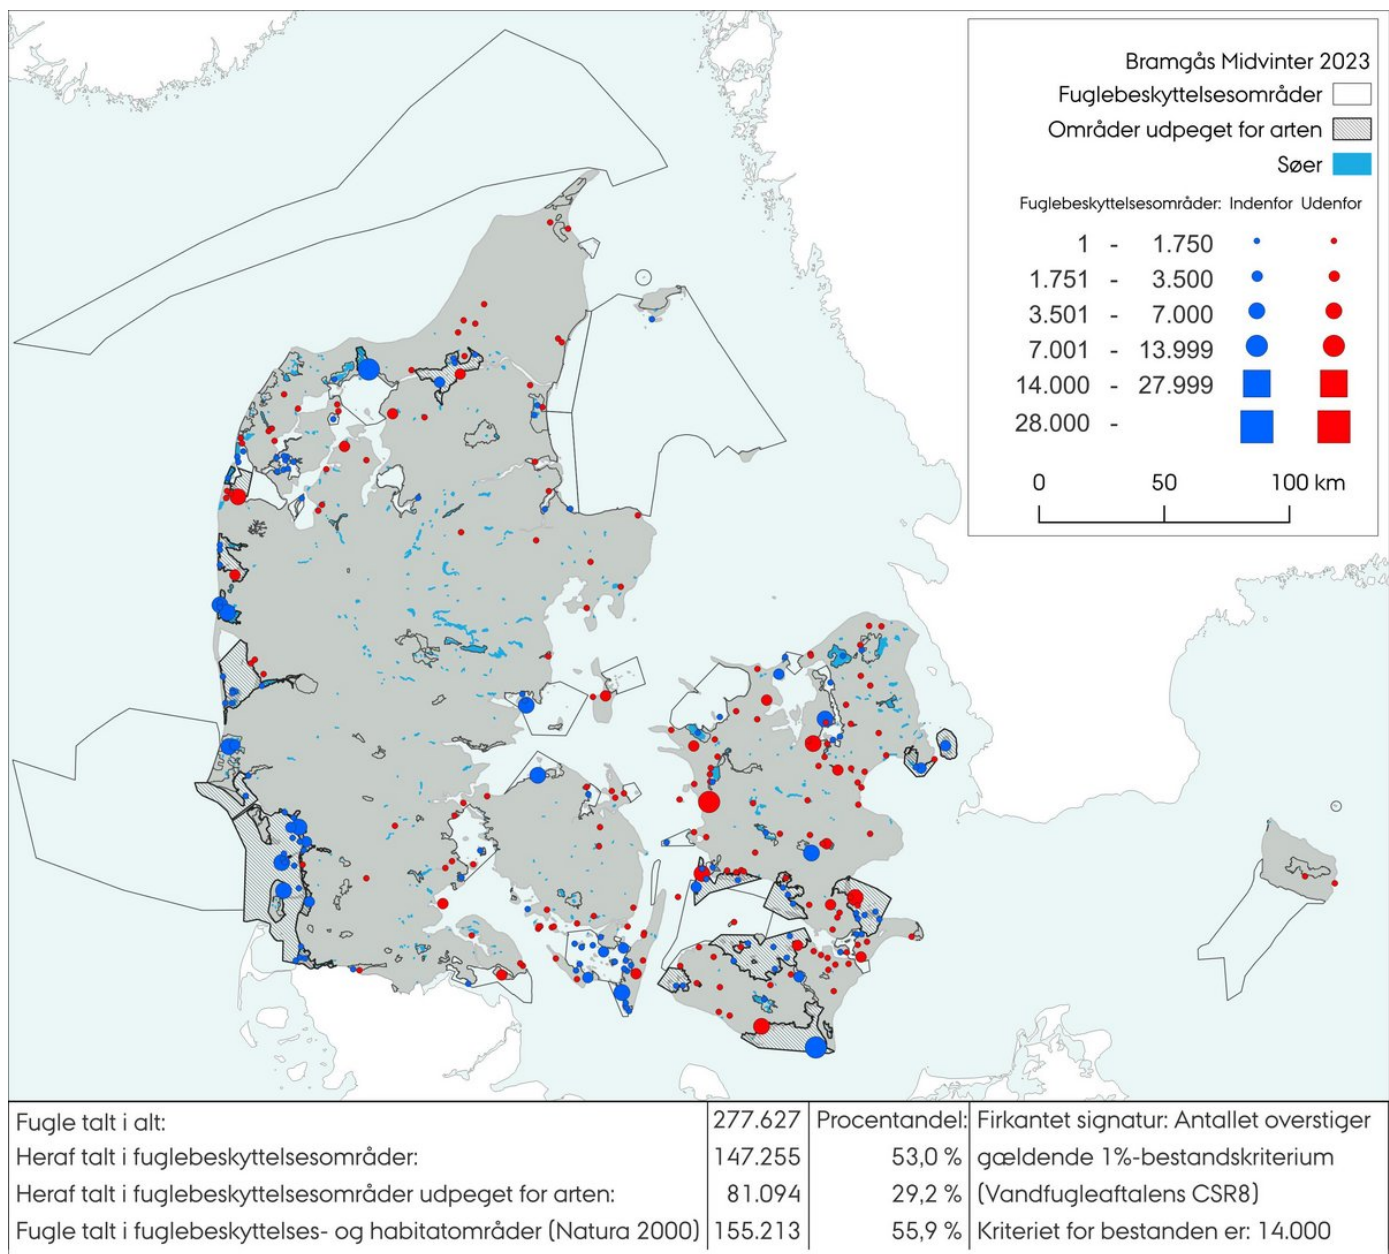 Bramgås Midvinter 2023
Fuglebeskyttelsesområder
Områder udpeget for arten
Søer
Fuglebeskyttelsesområder: Indenfor Udenfor
1 - 1.750
1.751 - 3.500
3.501 - 7.000
7.001 - 13.999
14.000 - 27.999
28.000 -
0 50 100 km
Fugle talt i alt: 277.627 Procentandel: Firkantet signatur: Antallet overstiger
Heraf talt i fuglebeskyttelsesområder: 147.255 53,0 % gældende 1%-bestandskriterium
Heraf talt i fuglebeskyttelsesområder udpeget for arten: 81.094 29,2 % (Vandfugleaftalens CSR8)
Fugle talt i fuglebeskyttelses- og habitatområder (Natura 2000) 155.213 55,9 % Kriteriet for bestanden er: 14.000